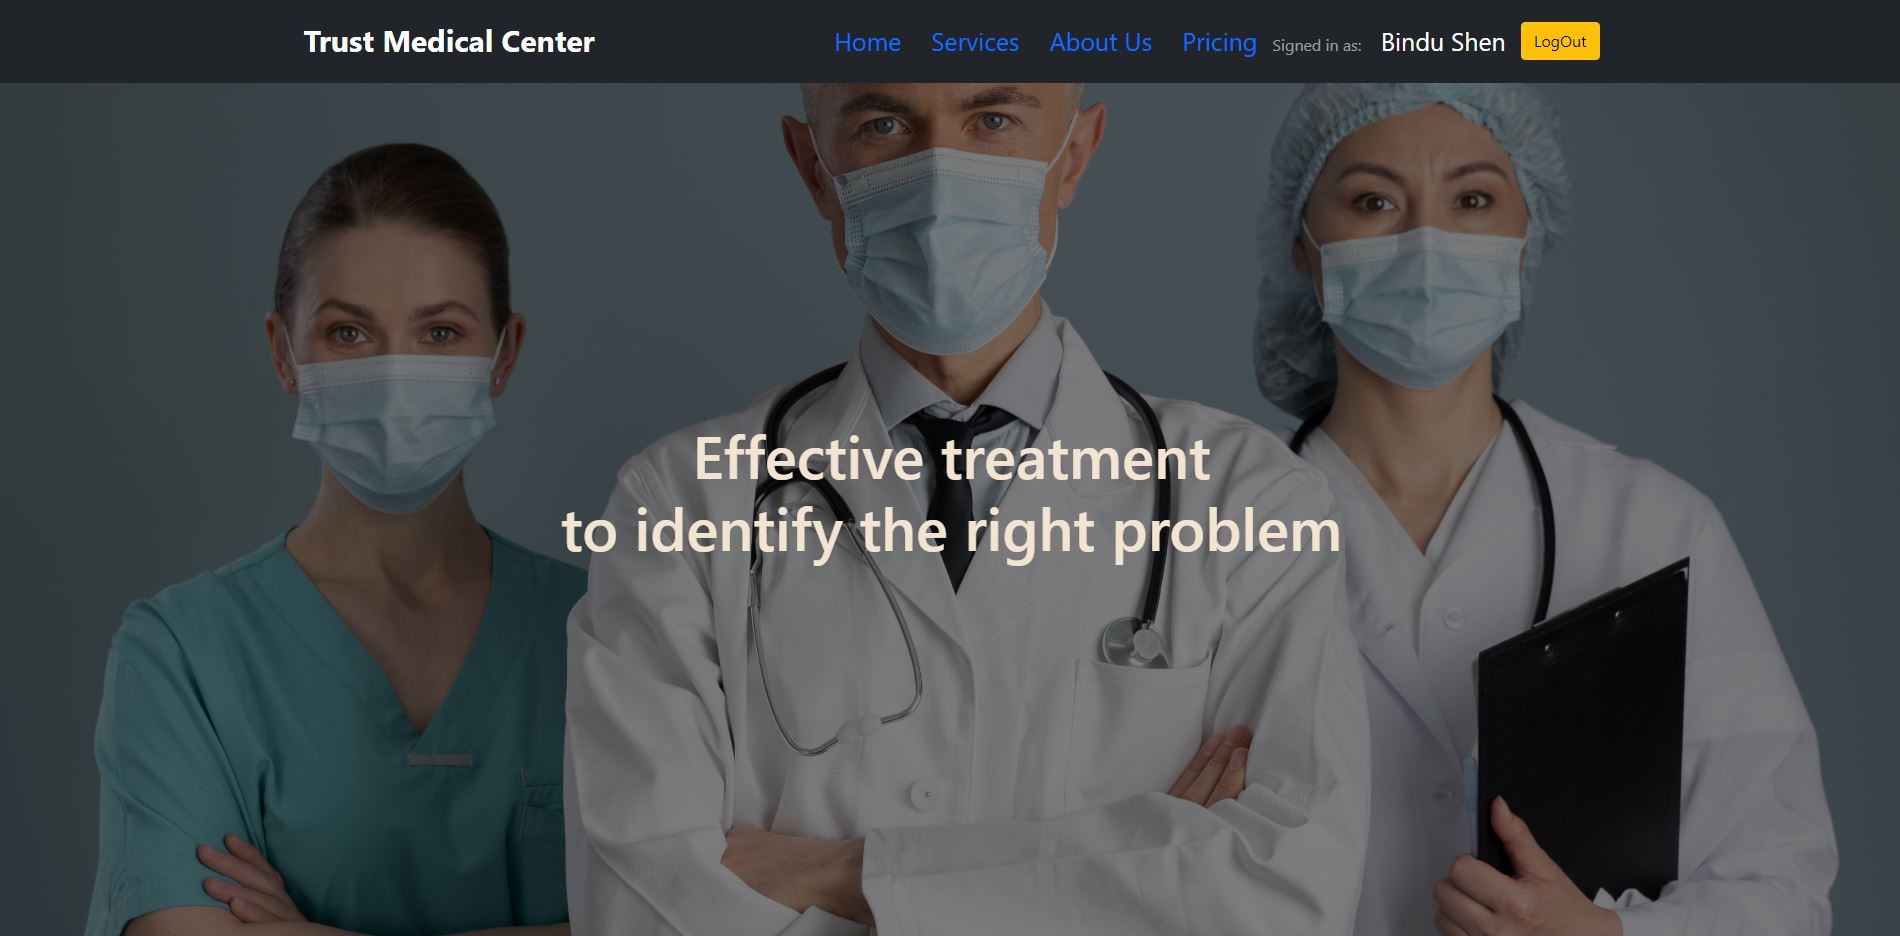 Trust Medical Center
Home Services About Us Pricing Signed in as: Bindu Shen LogOut
Effective treatment
to identify the right problem